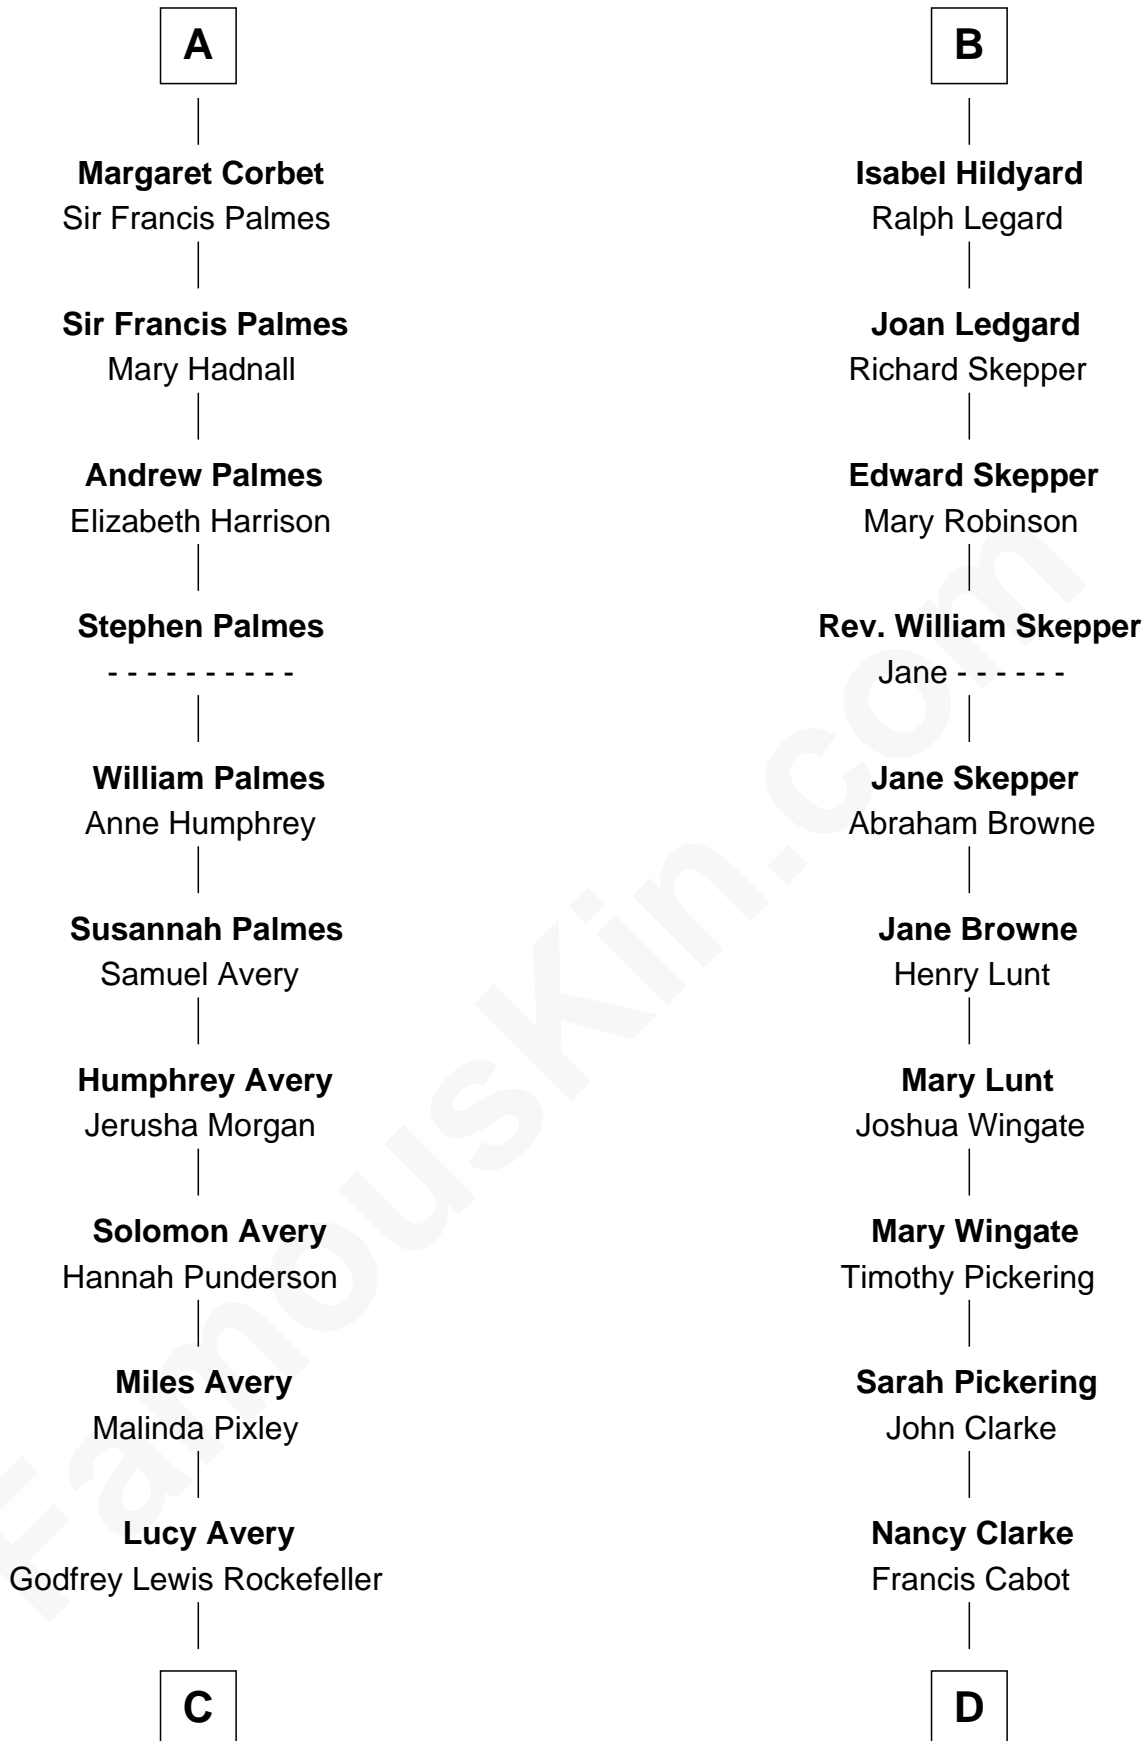 A
Margaret Corbet
Sir Francis Palmes
Sir Francis Palmes
Mary Hadnall
Andrew Palmes
Elizabeth Harrison
Stephen Palmes
- - - - - - - - - -
William Palmes
Anne Humphrey
Susannah Palmes
Samuel Avery
Humphrey Avery
Jerusha Morgan
Solomon Avery
Hannah Punderson
Miles Avery
Malinda Pixley
Lucy Avery
Godfrey Lewis Rockefeller
C
B
Isabel Hildyard
Ralph Legard
Joan Ledgard
Richard Skepper
Edward Skepper
Mary Robinson
Rev. William Skepper
Jane - - - - - -
Jane Skepper
Abraham Browne
Jane Browne
Henry Lunt
Mary Lunt
Joshua Wingate
Mary Wingate
Timothy Pickering
Sarah Pickering
John Clarke
Nancy Clarke
Francis Cabot
D
FamousKin.com